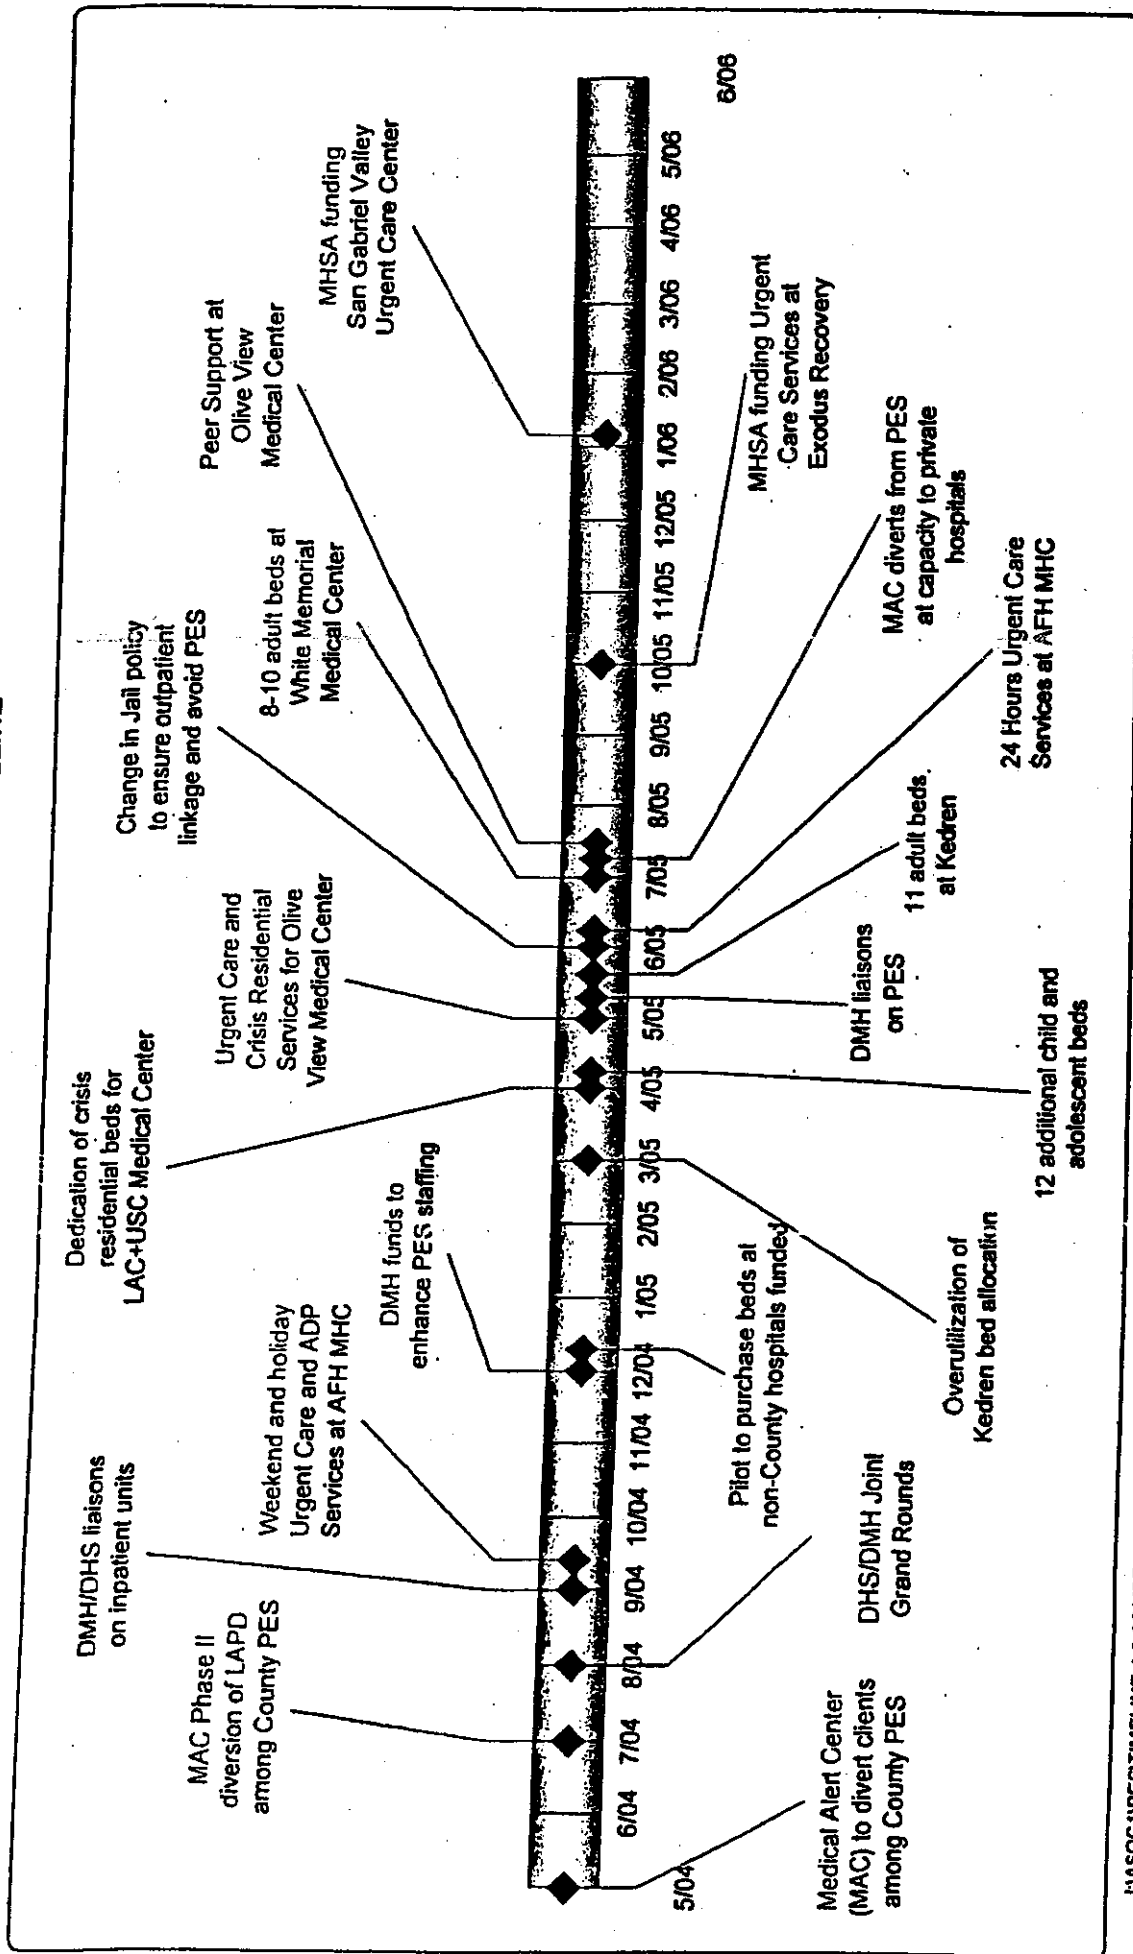 DMH/DHS liaisons
on inpatient units
Dedication of crisis
residential beds for
LAC+USC Medical Center
Change in Jail policy
to ensure outpatient
linkage and avoid PES
Peer Support at
Olive View
Medical Center
MHSA funding
San Gabriel Valley
Urgent Care Center
MAC Phase II
diversion of LAPD
among County PES
Weekend and holiday
Urgent Care and ADP
Services at AFH MHC
DMH funds to
enhance PES staffing
Urgent Care and
Crisis Residential
Services for Olive
View Medical Center
8-10 adult beds at
White Memorial
Medical Center
5/04
6/04
7/04
8/04
9/04
10/04
11/04
12/04
1/05
2/05
3/05
4/05
5/05
6/05
7/05
8/05
9/05
10/05
11/05
12/05
1/06
2/06
3/06
4/06
5/06
6/06
Medical Alert Center
(MAC) to divert clients
among County PES
DHS/DMH Joint
Grand Rounds
Pilot to purchase beds at
non-County hospitals funded
Overutilization of
Kedren bed allocation
12 additional child and
adolescent beds
DMH liaisons
on PES
11 adult beds
at Kedren
24 Hours Urgent Care
Services at AFH MHC
MAC diverts from PES
at capacity to private
hospitals
MHSA funding Urgent
Care Services at
Exodus Recovery